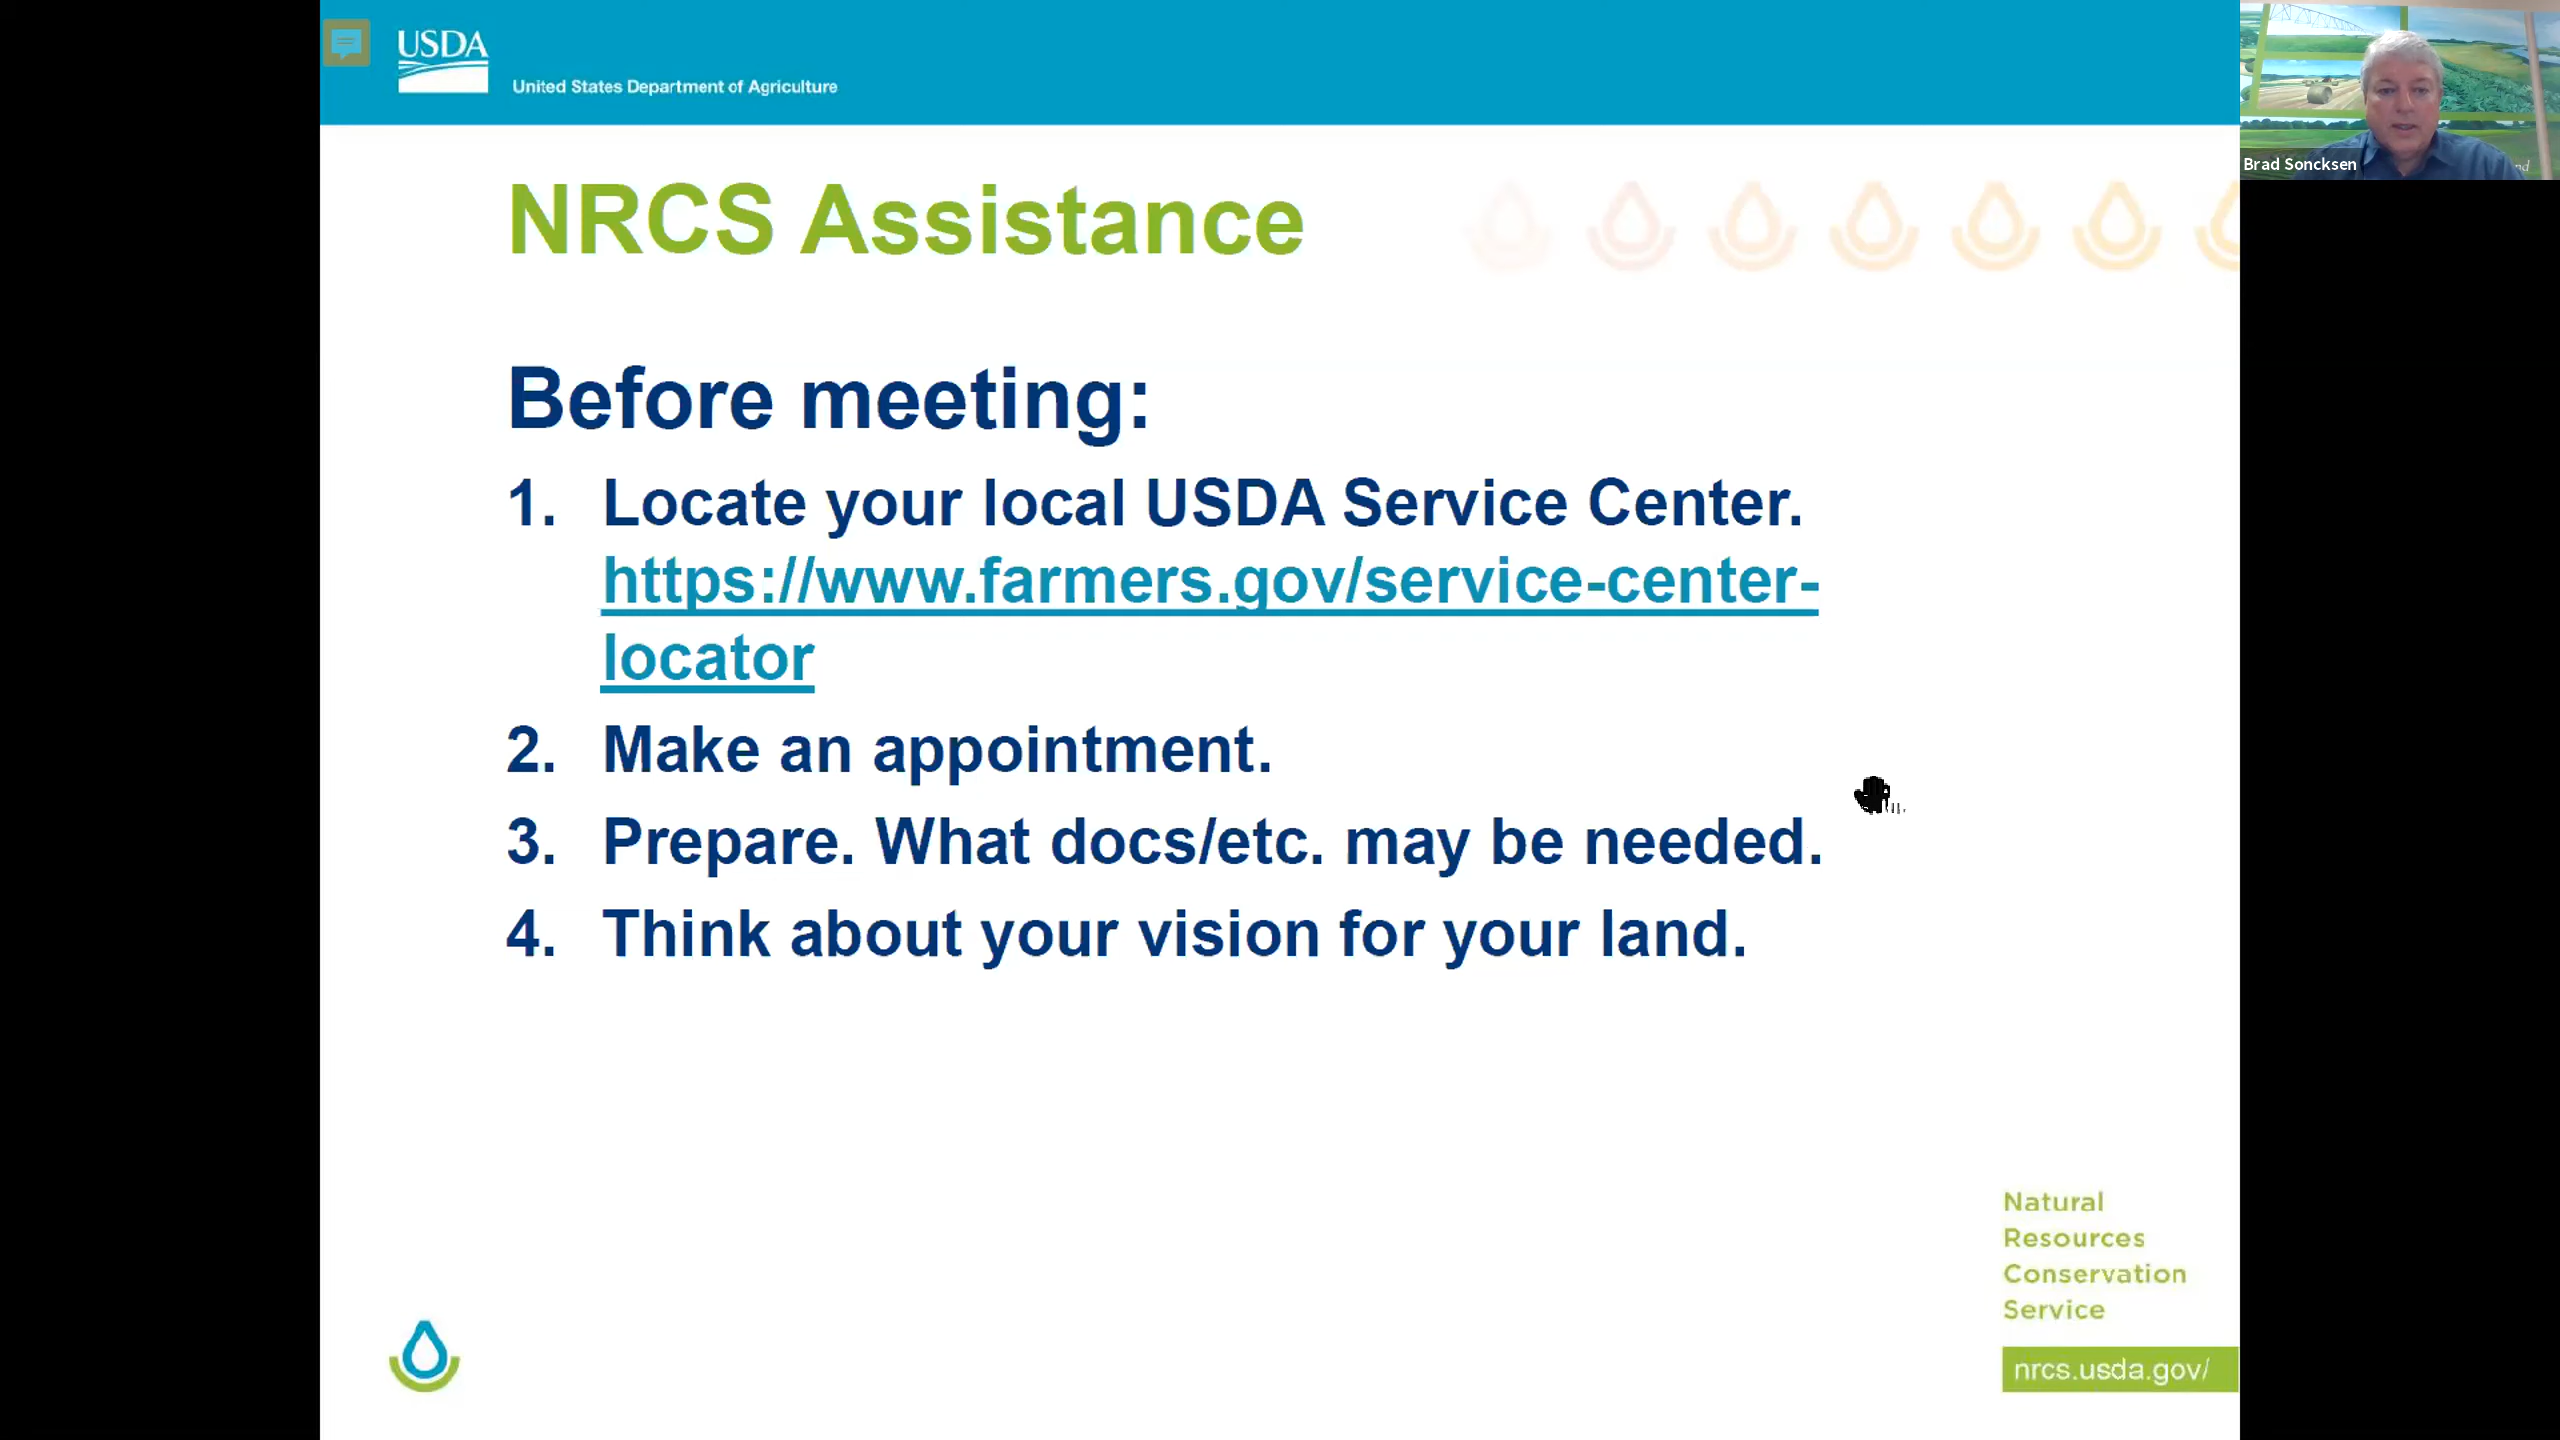 USDA
United States Department of Agriculture
Brad Soncksen
nd
NRCS Assistance
Before meeting:
1. Locate your local USDA Service Center.
https://www.farmers.gov/service-center-
locator
2. Make an appointment.
3. Prepare. What docs/etc. may be needed.
4. Think about your vision for your land.
Natural
Resources
Conservation
Service
nrcs.usda.gov/